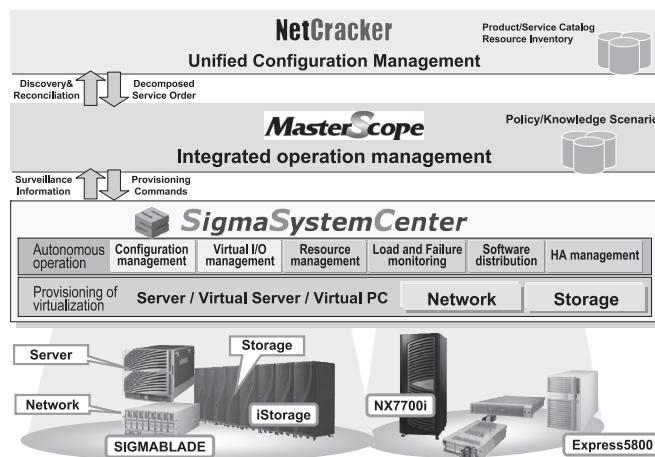 NetCracker
Product/Service Catalog
Resource Inventory
Unified Configuration Management
Discovery&
Reconciliation
Decomposed
Service Order
MasterScope
Policy/Knowledge Scenario
Integrated operation management
Surveillance
Information
Provisioning
Commands
SigmaSystemCenter
Autonomous
operation
Configuration
management
Virtual I/O
management
Resource
management
Load and Failure
monitoring
Software
distribution
HA management
Provisioning of
virtualization
Server / Virtual Server / Virtual PC
Network
Storage
Server
Storage
Network
iStorage
NX7700i
SIGMABLADE
Express5800